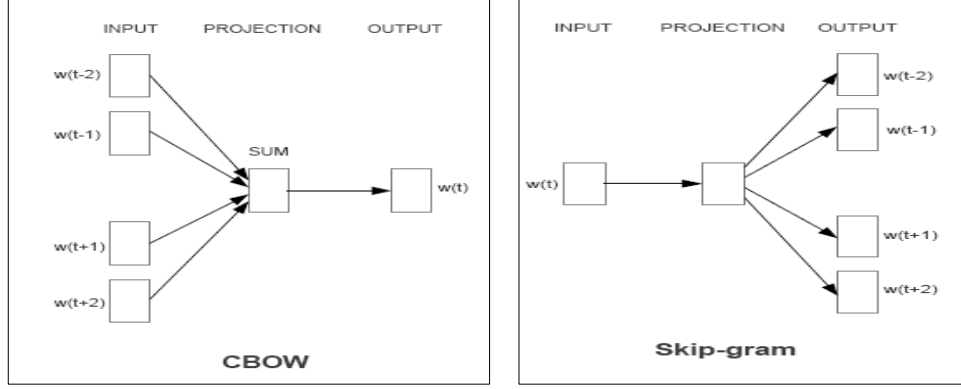 INPUT PROJECTION OUTPUT
w(t-2)
w(t-1)
SUM
w(t)
w(t+1)
w(t+2)
CBOW
INPUT PROJECTION OUTPUT
w(t-2)
w(t-1)
w(t)
w(t+1)
w(t+2)
Skip-gram